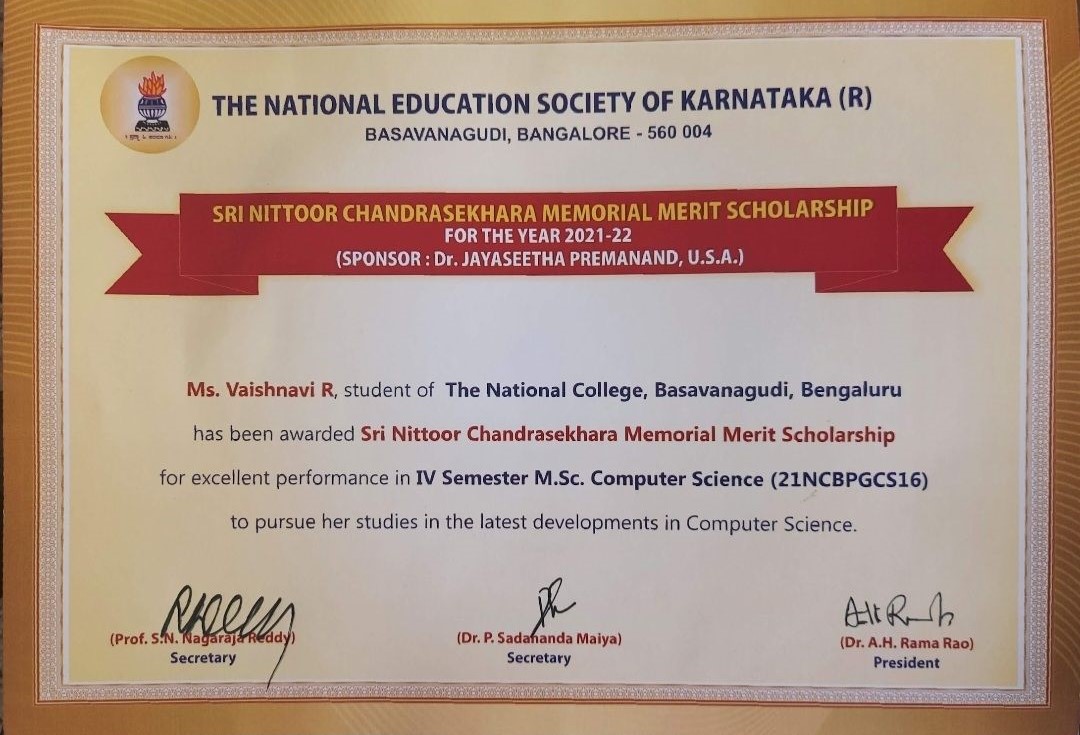 THE NATIONAL EDUCATION SOCIETY OF KARNATAKA (R)
BASAVANAGUDI, BANGALORE - 560 004
SRI NITTOOR CHANDRASEKHARA MEMORIAL MERIT SCHOLARSHIP
FOR THE YEAR 2021-22
(SPONSOR : Dr. JAYASEETHA PREMANAND, U.S.A.)
Ms. Vaishnavi R, student of The National College, Basavanagudi, Bengaluru
has been awarded Sri Nittoor Chandrasekhara Memorial Merit Scholarship
for excellent performance in IV Semester M.Sc. Computer Science (21NCBPGCS16)
to pursue her studies in the latest developments in Computer Science.
(Prof. S.N. Nagaraja Reddy)
Secretary
(Dr. P. Sadananda Maiya)
Secretary
(Dr. A.H. Rama Rao)
President